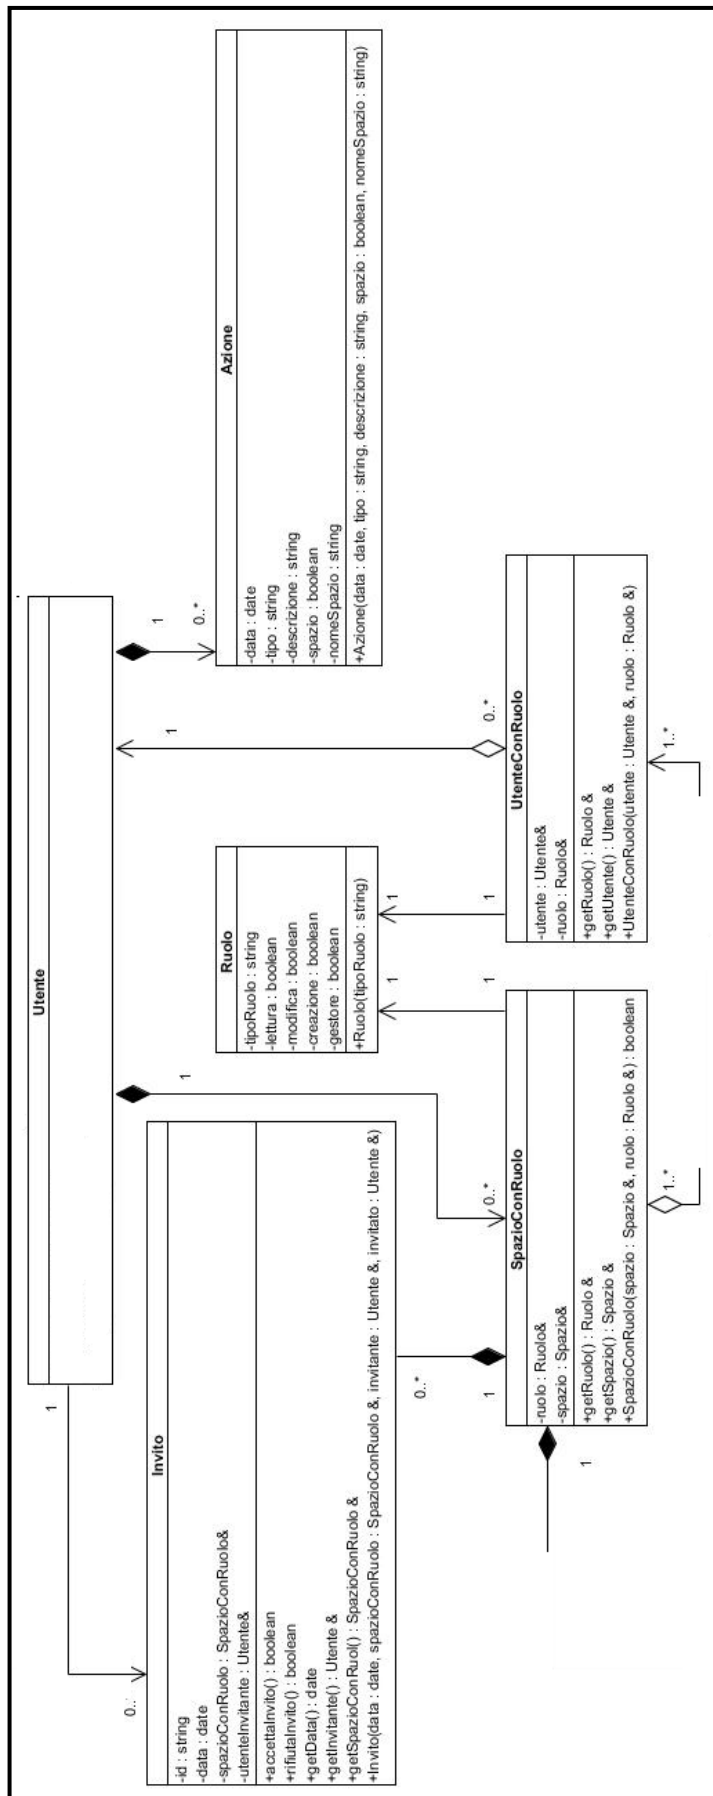 Utente
1
0..
1
0..*
1
1
0..*
Invito
-id : string
-data : date
-spazioConRuolo : SpazioConRuolo&
-utenteInvitante : Utente&
+accettaInvito() : boolean
+rifiutaInvito() : boolean
+getData() : date
+getInvitante() : Utente &
+getSpazioConRuol() : SpazioConRuolo &
+Invito(data : date, spazioConRuolo : SpazioConRuolo &, invitante : Utente &, invitato : Utente &)
Ruolo
-tipoRuolo : string
-lettura : boolean
-modifica : boolean
-creazione : boolean
-gestore : boolean
+Ruolo(tipoRuolo : string)
Azione
-data : date
-tipo : string
-descrizione : string
-spazio : boolean
-nomeSpazio : string
+Azione(data : date, tipo : string, descrizione : string, spazio : boolean, nomeSpazio : string)
0..*
1
0..*
1
1
1
1
0..*
SpazioConRuolo
-ruolo : Ruolo&
-spazio : Spazio&
+getRuolo() : Ruolo &
+getSpazio() : Spazio &
+SpazioConRuolo(spazio : Spazio &, ruolo : Ruolo &) : boolean
1
1..*
UtenteConRuolo
-utente : Utente&
-ruolo : Ruolo&
+getRuolo() : Ruolo &
+getUtente() : Utente &
+UtenteConRuolo(utente : Utente &, ruolo : Ruolo &)
1..*